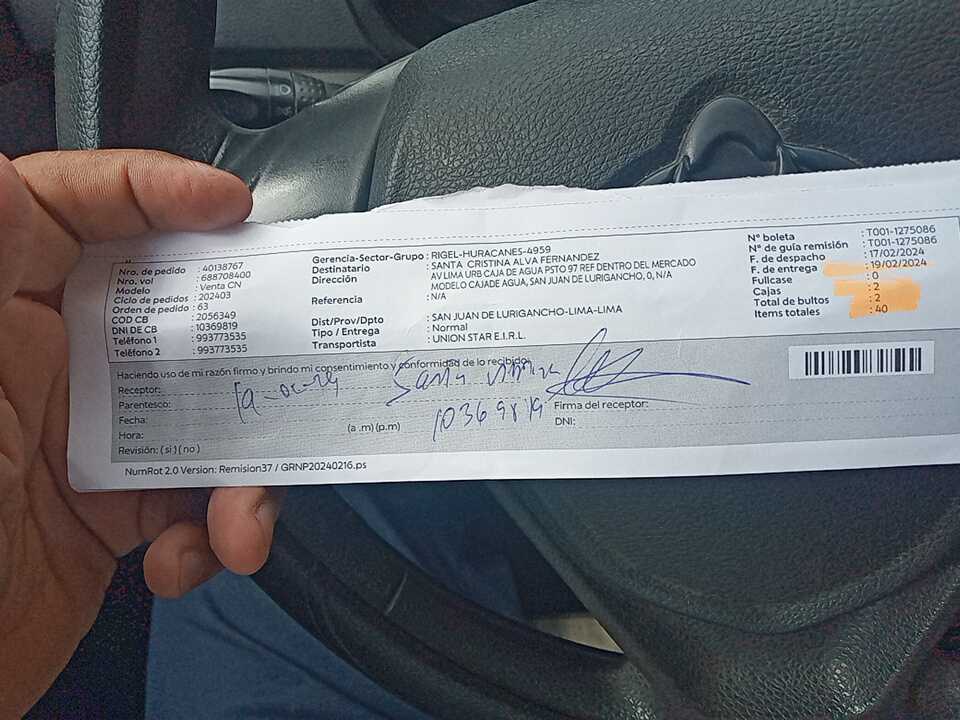 Nro. de pedido : 40138767
Nro. vol : 688708400
Modelo : Venta CN
Ciclo de pedidos : 202403
Orden de pedido : 63
COD CB : 2056349
DNI DE CB : 10369819
Teléfono 1 : 993773535
Teléfono 2 : 993773535
Gerencia-Sector-Grupo : RIGEL-HURACANES-4959
Destinatario : SANTA CRISTINA ALVA FERNANDEZ
Dirección : AV LIMA URB CAJA DE AGUA PSTO 97 REF DENTRO DEL MERCADO
MODELO CAJADE AGUA, SAN JUAN DE LURIGANCHO, 0, N/A
Referencia : N/A
Dist/Prov/Dpto : SAN JUAN DE LURIGANCHO-LIMA-LIMA
Tipo / Entrega : Normal
Transportista : UNION STAR E.I.R.L.
N° boleta : T001-1275086
N° de guía remisión : T001-1275086
F. de despacho : 17/02/2024
F. de entrega : 19/02/2024
Fullcase : 0
Cajas : 2
Total de bultos : 2
Items totales : 40
Haciendo uso de mi razón firmo y brindo mi consentimiento y conformidad de lo recibido:
Receptor: Santa
Parentesco:
Fecha: 10369819 Firma del receptor:
Hora: (a .m) (p.m) DNI:
Revisión: ( si ) ( no )
NumRot 2.0 Version: Remision37 / GRNP20240216.ps